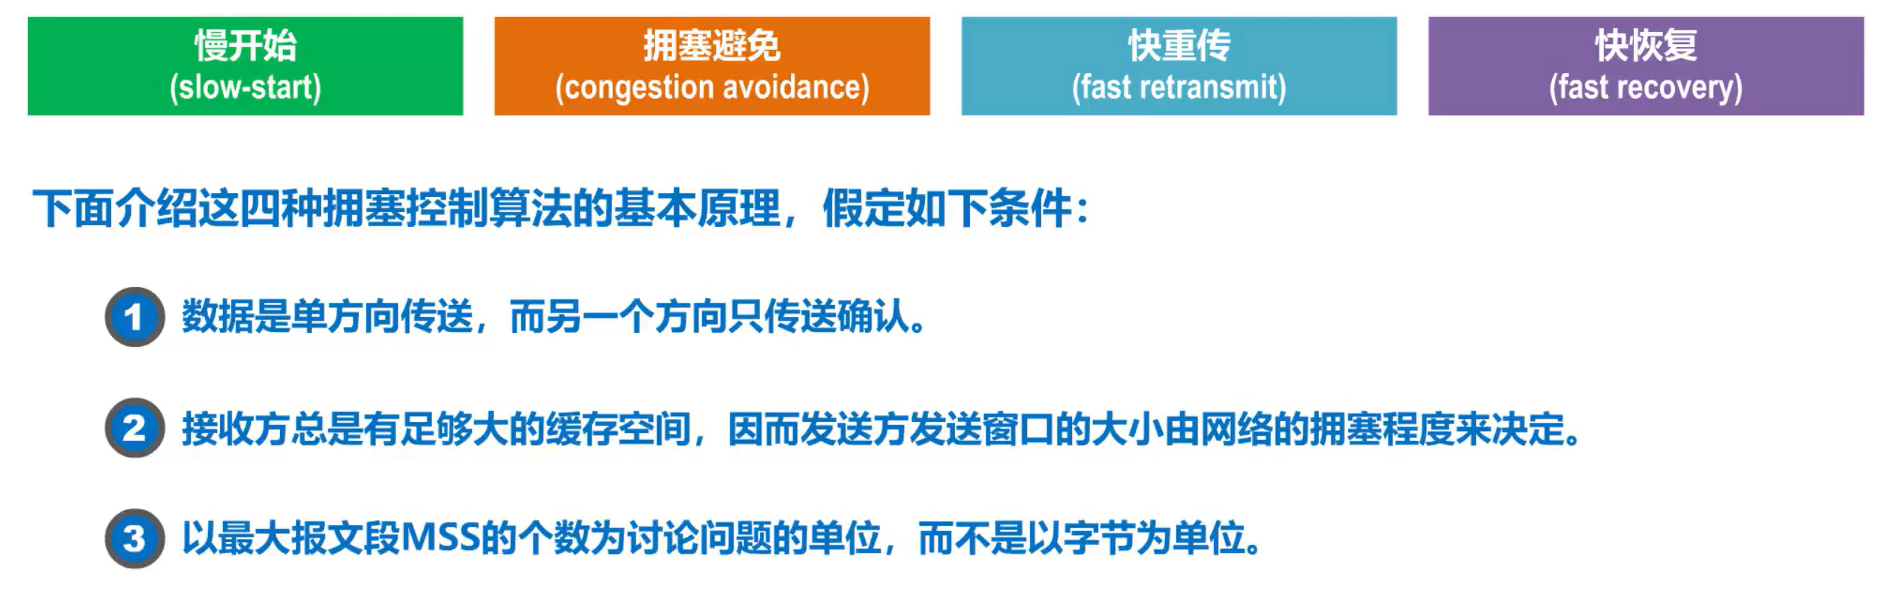 慢开始
(slow-start)
拥塞避免
(congestion avoidance)
快重传
(fast retransmit)
快恢复
(fast recovery)
下面介绍这四种拥塞控制算法的基本原理，假定如下条件：
1 数据是单方向传送，而另一个方向只传送确认。
2 接收方总是有足够大的缓存空间，因而发送方发送窗口的大小由网络的拥塞程度来决定。
3 以最大报文段MSS的个数为讨论问题的单位，而不是以字节为单位。